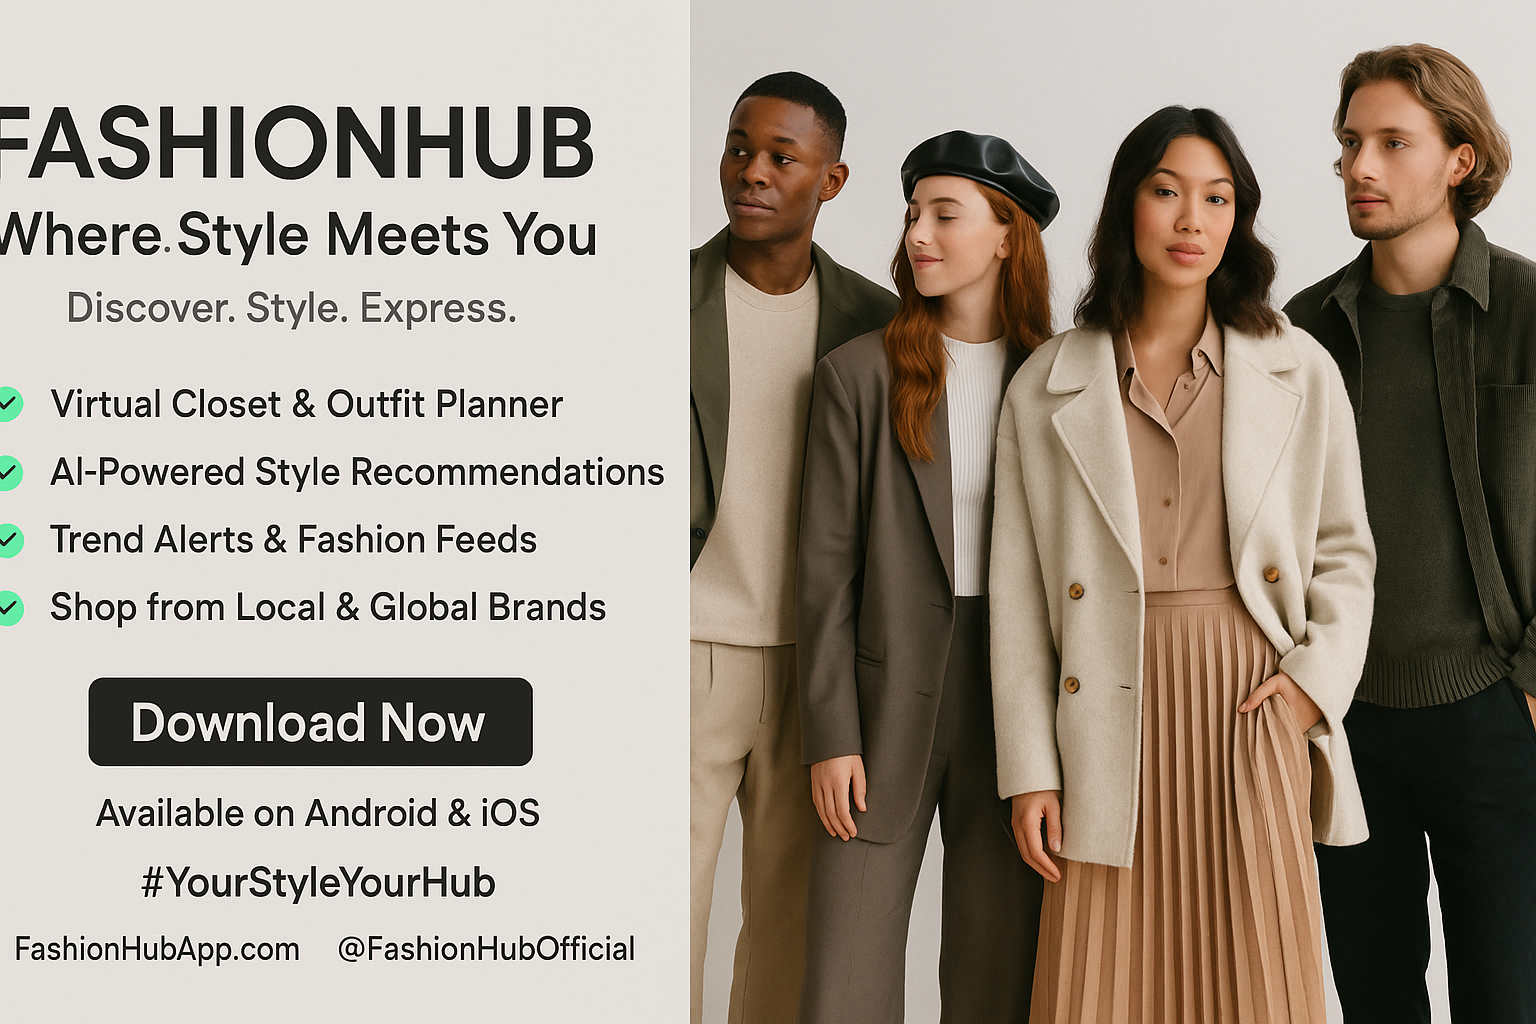 FASHIONHUB
Where.Style Meets You
Discover. Style. Express.
Virtual Closet & Outfit Planner
AI-Powered Style Recommendations
Trend Alerts & Fashion Feeds
Shop from Local & Global Brands
Download Now
Available on Android & iOS
#YourStyleYourHub
FashionHubApp.com @FashionHubOfficial